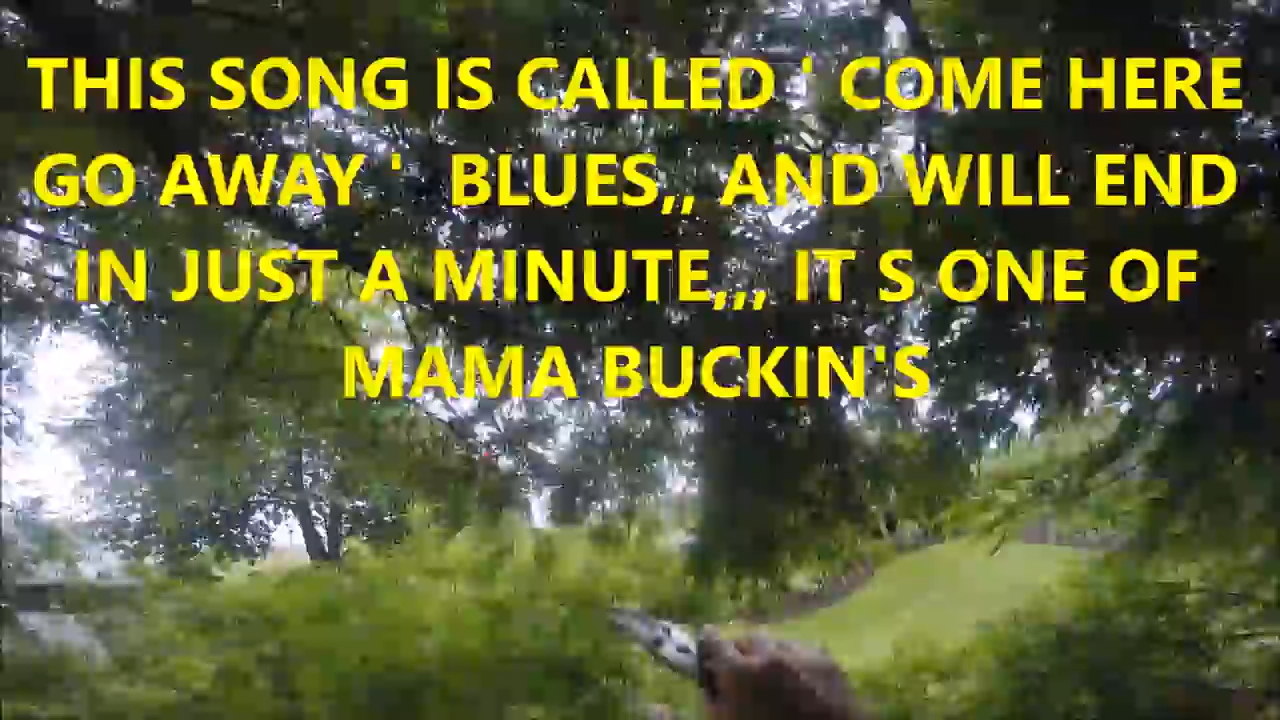 THIS SONG IS CALLED ' COME HERE
GO AWAY '  BLUES,, AND WILL END
IN JUST A MINUTE,,, IT S ONE OF
MAMA BUCKIN'S